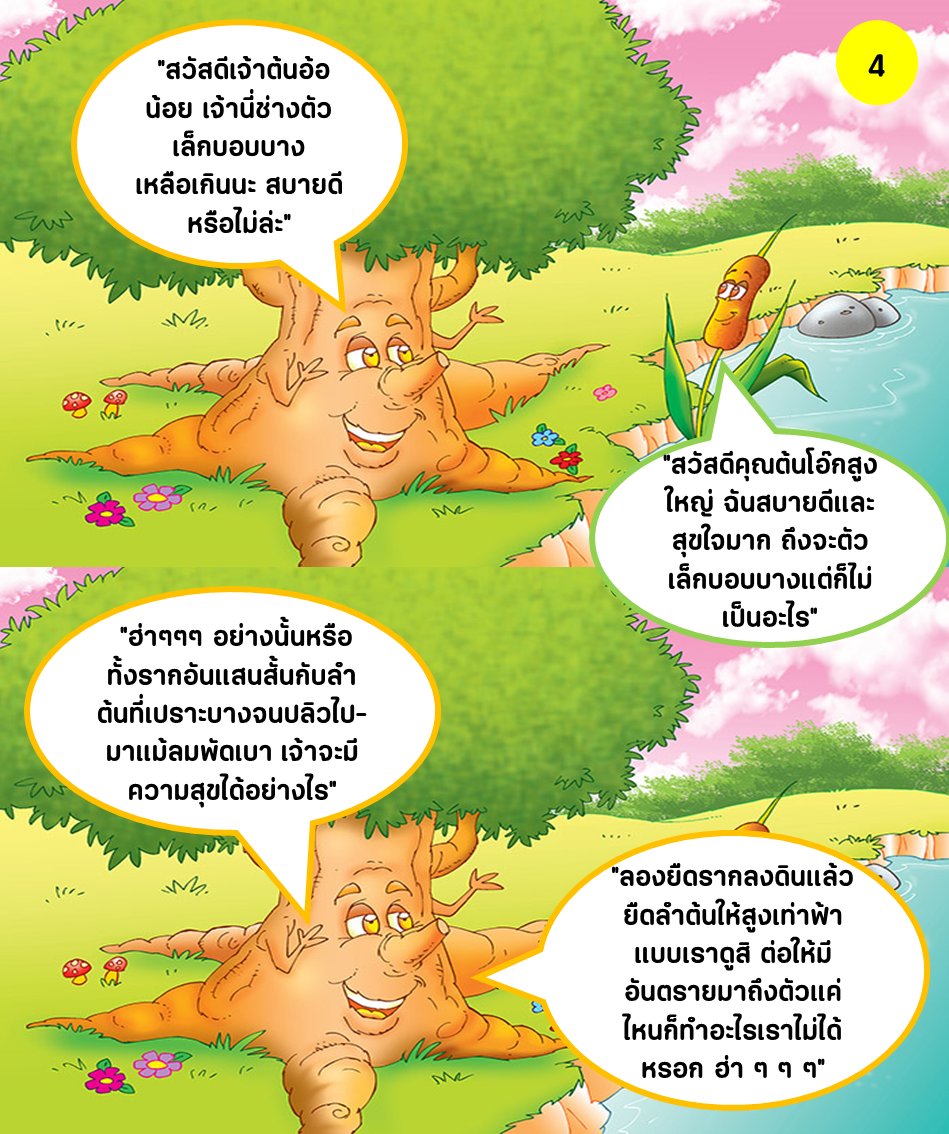 4
"สวัสดีเจ้าต้นอ้อ
น้อย เจ้านี่ช่างตัว
เล็กบอบบาง
เหลือเกินนะ สบายดี
หรือไม่ล่ะ"
"สวัสดีคุณต้นโอ๊กสูง
ใหญ่ ฉันสบายดีและ
สุขใจมาก ถึงจะตัว
เล็กบอบบางแต่ก็ไม่
เป็นอะไร"
"ฮ่าๆๆๆ อย่างนั้นหรือ
ทั้งรากอันแสนสั้นกับลำ
ต้นที่เปราะบางจนปลิวไป-
มาแม้ลมพัดเบา เจ้าจะมี
ความสุขได้อย่างไร"
"ลองยืดรากลงดินแล้ว
ยืดลำต้นให้สูงเท่าฟ้า
แบบเราดูสิ ต่อให้มี
อันตรายมาถึงตัวแค่
ไหนก็ทำอะไรเราไม่ได้
หรอก ฮ่า ๆ ๆ ๆ"